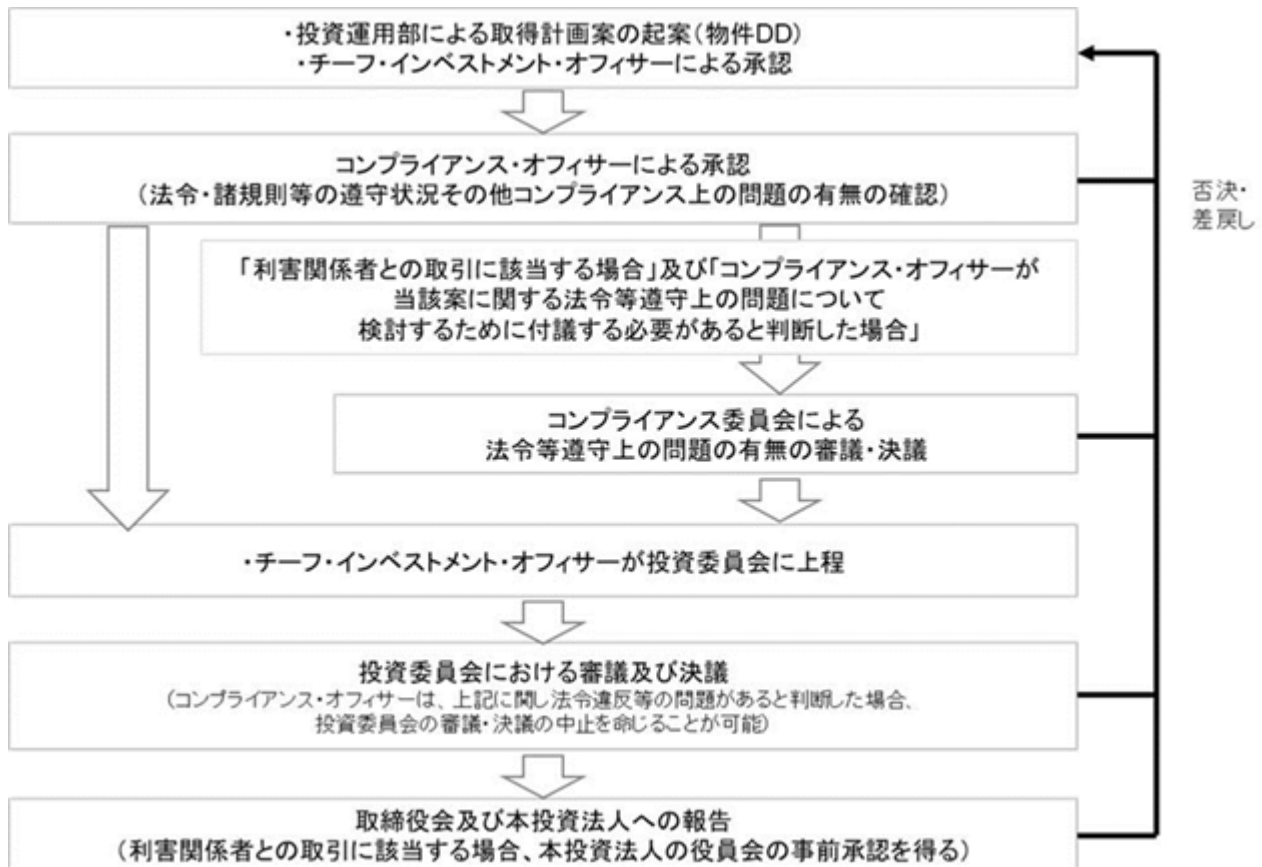 ・投資運用部による取得計画案の起案(物件DD)
・チーフ・インベストメント・オフィサーによる承認
コンプライアンス・オフィサーによる承認
(法令・諸規則等の遵守状況その他コンプライアンス上の問題の有無の確認)
否決・
差戻し
「利害関係者との取引に該当する場合」及び「コンプライアンス・オフィサーが
当該案に関する法令等遵守上の問題について
検討するために付議する必要があると判断した場合」
コンプライアンス委員会による
法令等遵守上の問題の有無の審議・決議
・チーフ・インベストメント・オフィサーが投資委員会に上程
投資委員会における審議及び決議
(コンプライアンス・オフィサーは、上記に関し法令違反等の問題があると判断した場合、
投資委員会の審議・決議の中止を命じることが可能)
取締役会及び本投資法人への報告
(利害関係者との取引に該当する場合、本投資法人の役員会の事前承認を得る)